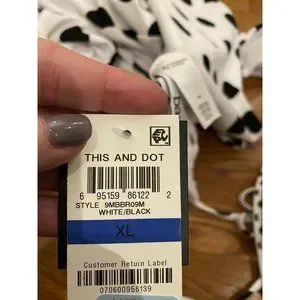 THIS AND DOT
6 95159 86122 2
STYLE 9MBBR09M
WHITE/BLACK
XL
Customer Return Label
070600956139